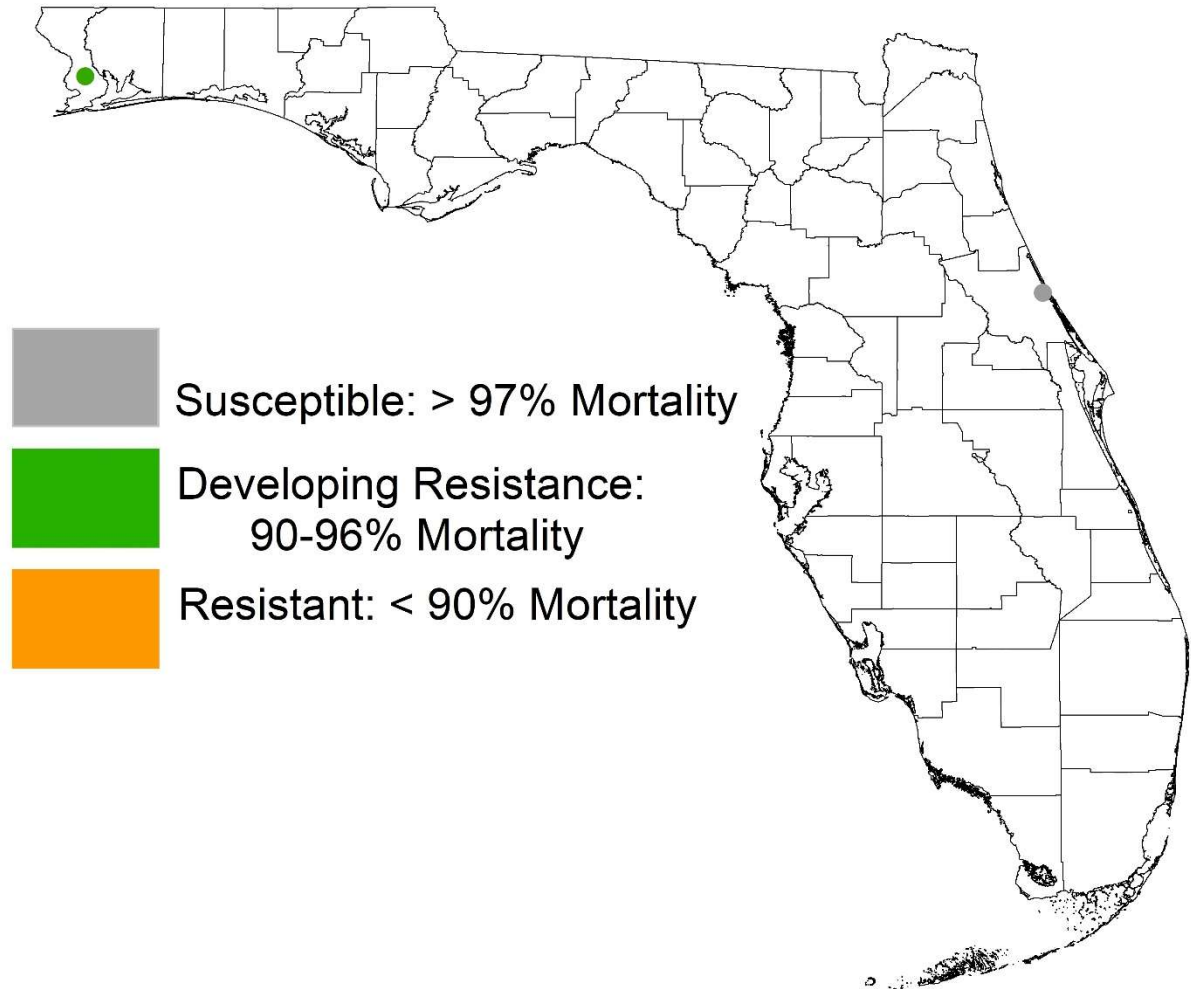 Susceptible: > 97% Mortality
Developing Resistance:
90-96% Mortality
Resistant: < 90% Mortality